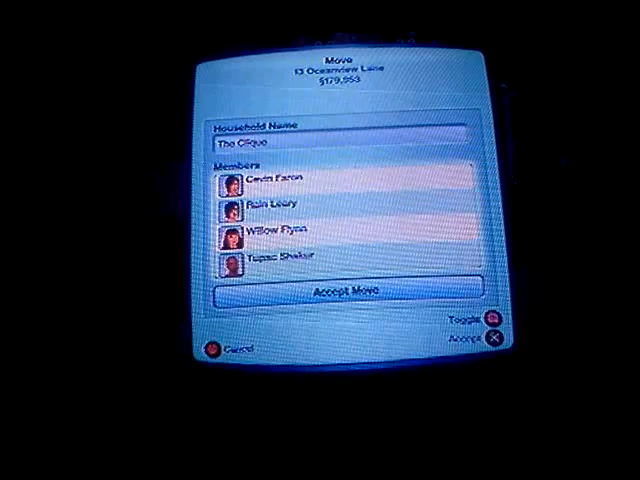 Move
13 Oceanview Lane
§179,953
Household Name
The Clique
Members
Cevin Earon
Rain Leary
Willow Flynn
Tupac Shakur
Accept Move
Toggle
Accept
Cancel